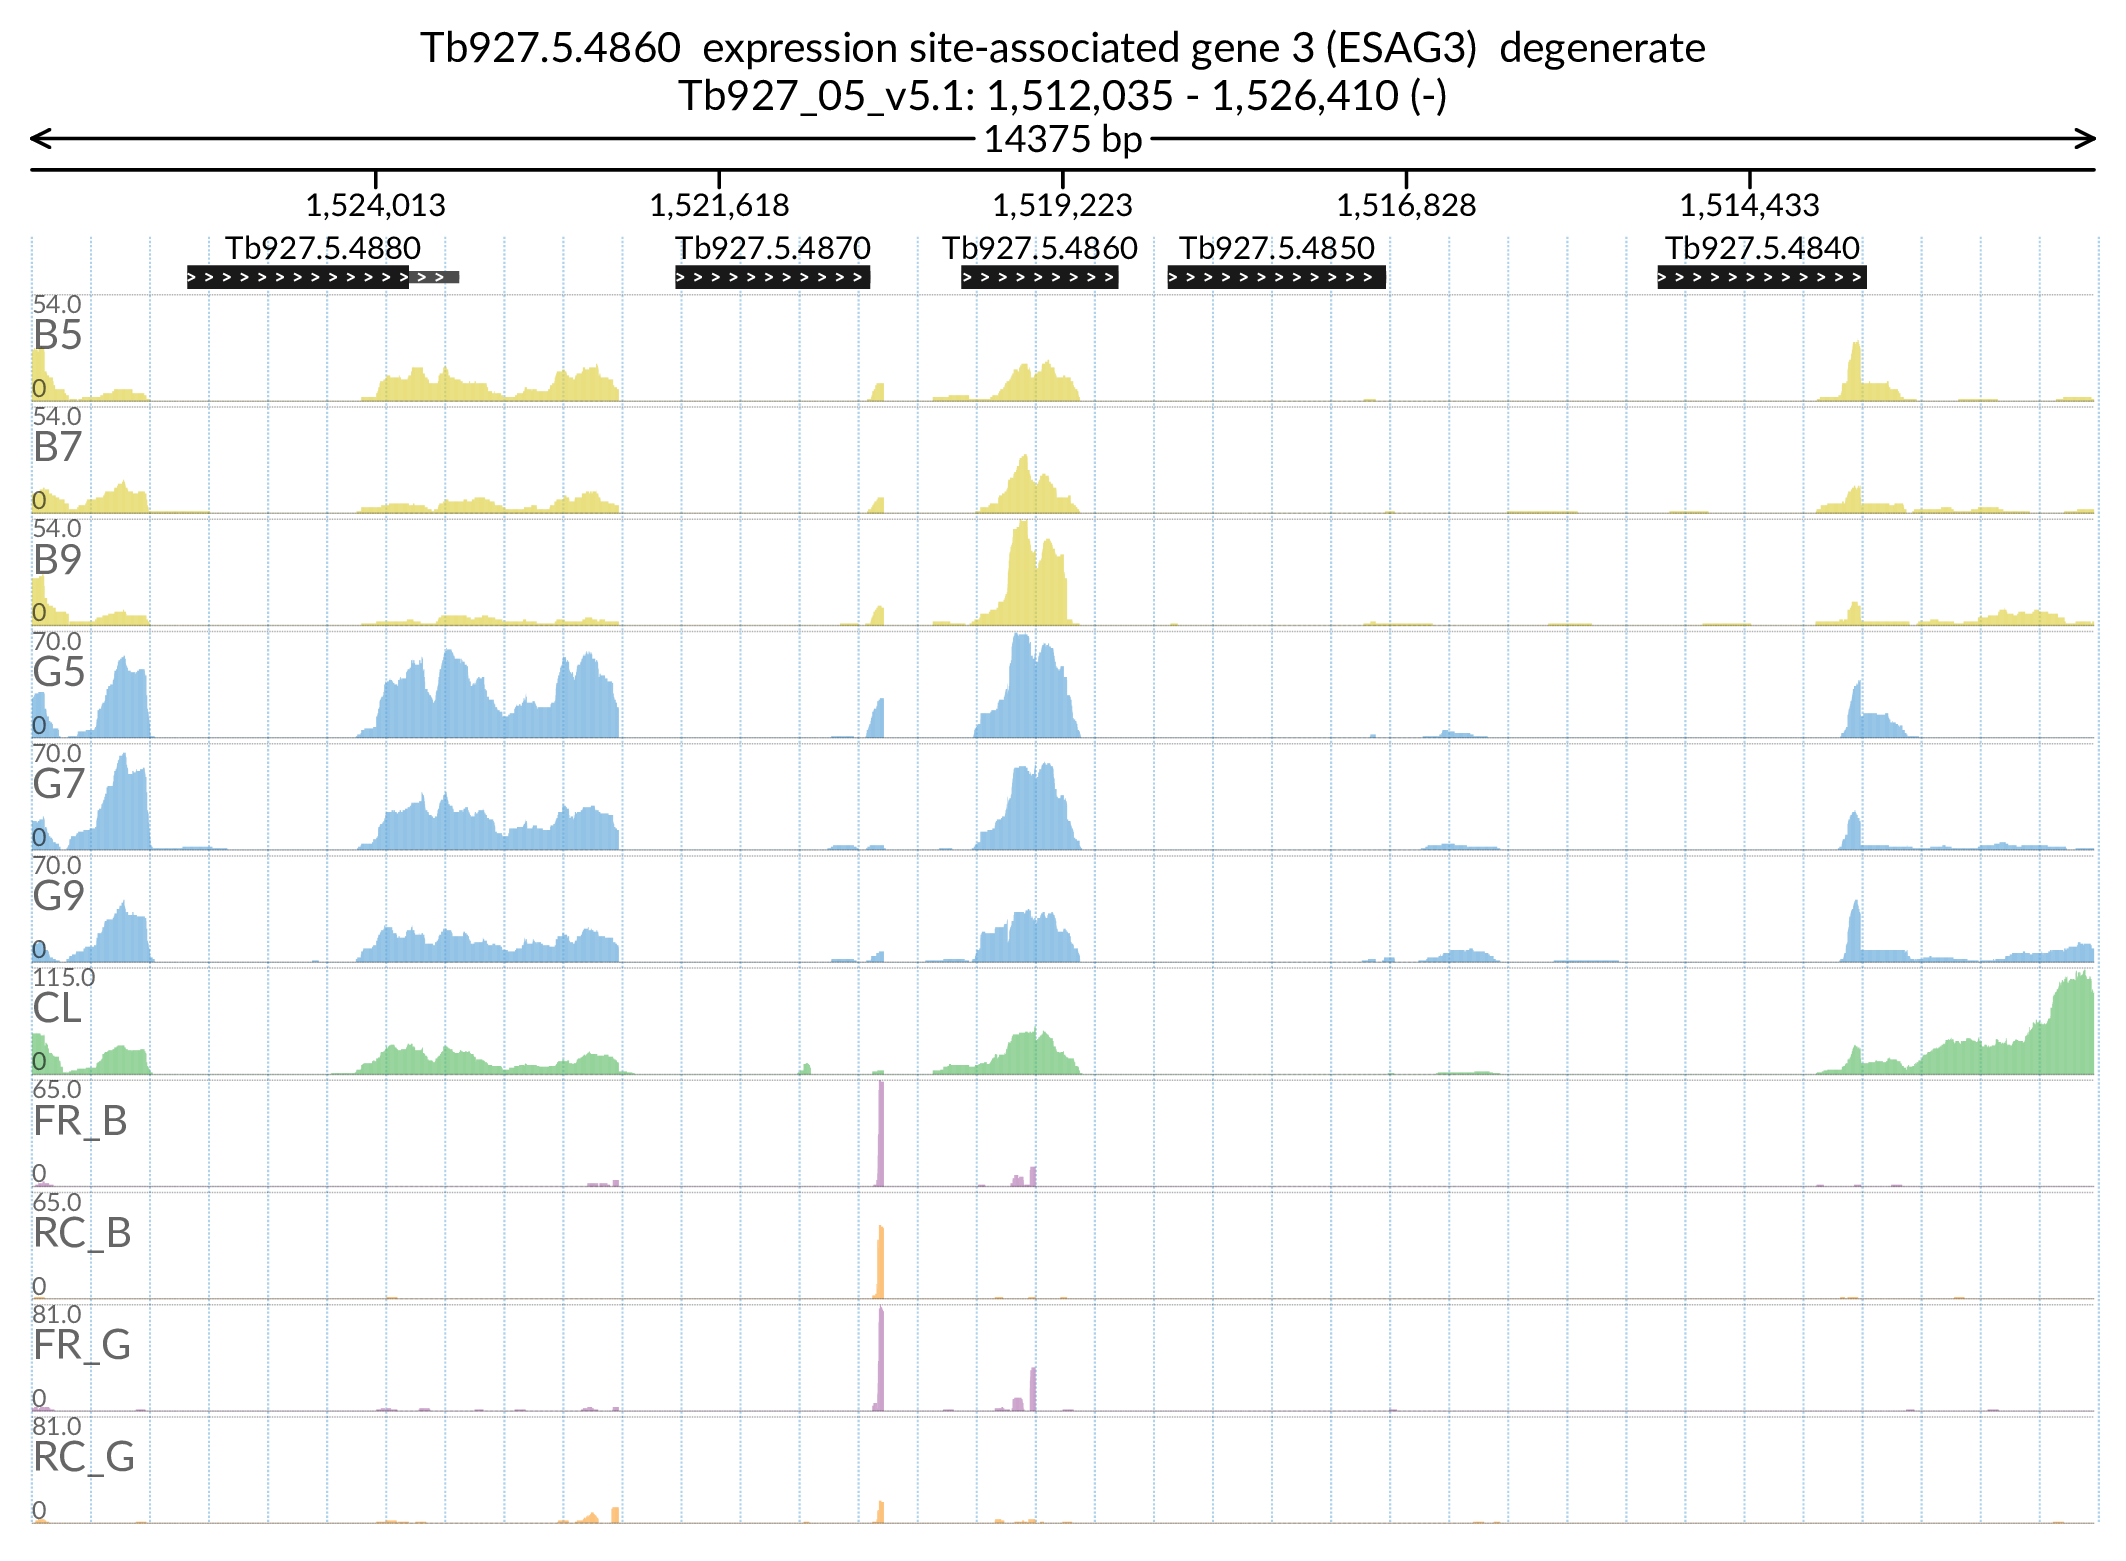 Tb927.5.4860  expression site-associated gene 3 (ESAG3)  degenerate
Tb927_05_v5.1: 1,512,035 - 1,526,410 (-)
14375 bp
1,524,013 1,521,618 1,519,223 1,516,828 1,514,433
Tb927.5.4880 Tb927.5.4870 Tb927.5.4860 Tb927.5.4850 Tb927.5.4840
54.0
B5
0
54.0
B7
0
54.0
B9
0
70.0
G5
0
70.0
G7
0
70.0
G9
0
115.0
CL
0
65.0
FR_B
0
65.0
RC_B
0
81.0
FR_G
0
81.0
RC_G
0